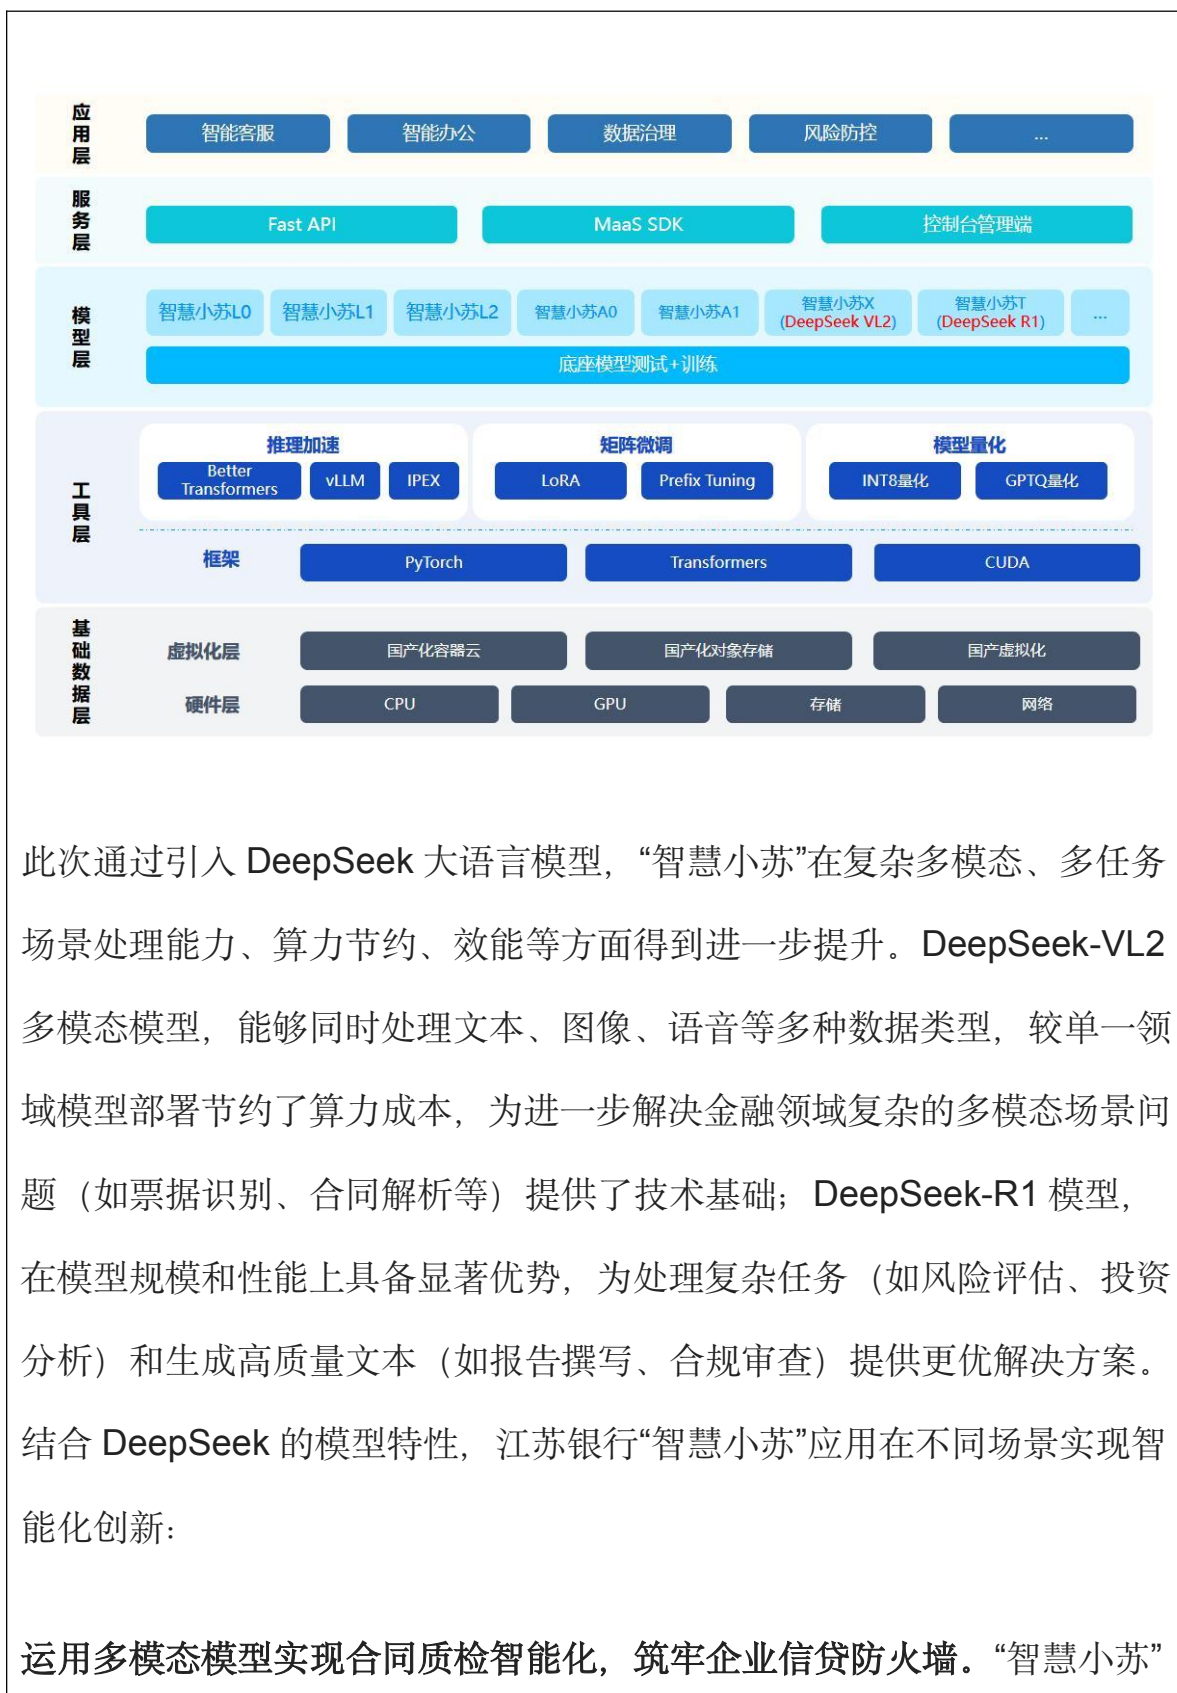 应用层
智能客服 智能办公 数据治理 风险防控 ...
服务层
Fast API MaaS SDK 控制台管理端
模型层
智慧小苏L0 智慧小苏L1 智慧小苏L2 智慧小苏A0 智慧小苏A1 智慧小苏X (DeepSeek VL2) 智慧小苏T (DeepSeek R1) ...
底座模型测试+训练
工具层
推理加速 矩阵微调 模型量化
Better Transformers vLLM IPEX LoRA Prefix Tuning INT8量化 GPTQ量化
框架 PyTorch Transformers CUDA
基础数据层
虚拟化层 国产化容器云 国产化对象存储 国产虚拟化
硬件层 CPU GPU 存储 网络
此次通过引入 DeepSeek 大语言模型，“智慧小苏”在复杂多模态、多任务
场景处理能力、算力节约、效能等方面得到进一步提升。DeepSeek-VL2
多模态模型，能够同时处理文本、图像、语音等多种数据类型，较单一领
域模型部署节约了算力成本，为进一步解决金融领域复杂的多模态场景问
题（如票据识别、合同解析等）提供了技术基础；DeepSeek-R1 模型，
在模型规模和性能上具备显著优势，为处理复杂任务（如风险评估、投资
分析）和生成高质量文本（如报告撰写、合规审查）提供更优解决方案。
结合 DeepSeek 的模型特性，江苏银行“智慧小苏”应用在不同场景实现智
能化创新：
运用多模态模型实现合同质检智能化，筑牢企业信贷防火墙。“智慧小苏”